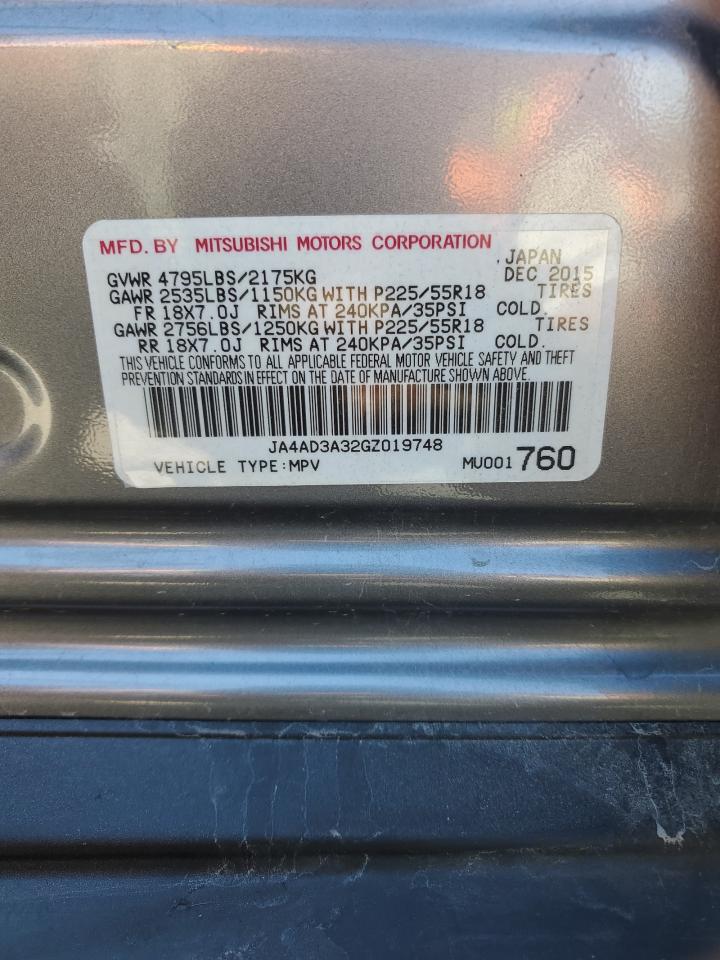 MFD. BY MITSUBISHI MOTORS CORPORATION
JAPAN
GVWR 4795LBS/2175KG DEC 2015
GAWR 2535LBS/1150KG WITH P225/55R18 TIRES
FR 18X7.0J RIMS AT 240KPA/35PSI COLD.
GAWR 2756LBS/1250KG WITH P225/55R18 TIRES
RR 18X7.0J RIMS AT 240KPA/35PSI COLD.
THIS VEHICLE CONFORMS TO ALL APPLICABLE FEDERAL MOTOR VEHICLE SAFETY AND THEFT
PREVENTION STANDARDS IN EFFECT ON THE DATE OF MANUFACTURE SHOWN ABOVE.
JA4AD3A32GZ019748
VEHICLE TYPE:MPV MU001760